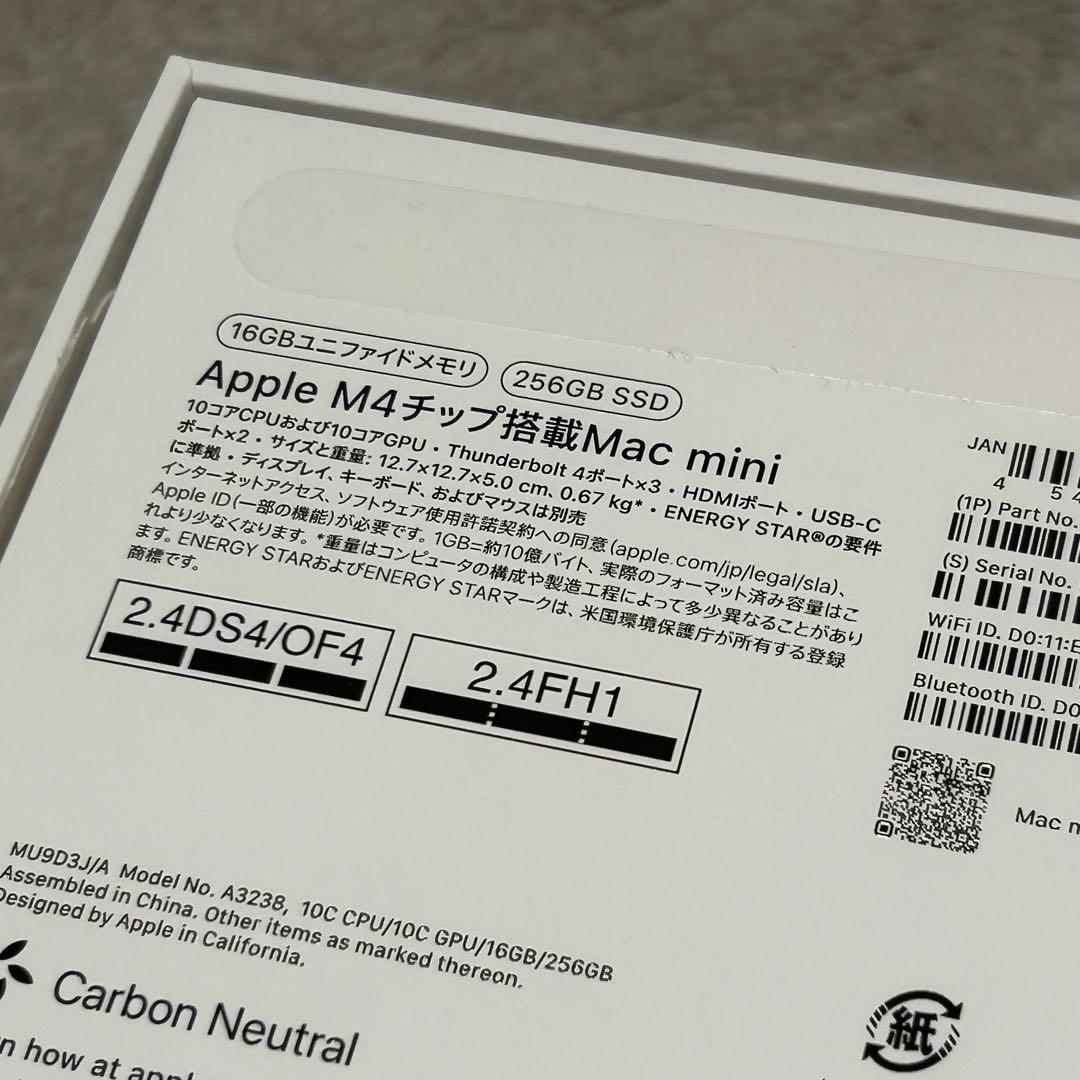 16GBユニファイドメモリ 256GB SSD
Apple M4チップ搭載Mac mini
10コアCPUおよび10コアGPU・Thunderbolt 4ポート×3・HDMIポート・USB-C
ポート×2・サイズと重量: 12.7×12.7×5.0 cm、0.67 kg*・ENERGY STAR®の要件
に準拠・ディスプレイ、キーボード、およびマウスは別売
インターネットアクセス、ソフトウェア使用許諾契約への同意(apple.com/jp/legal/sla)、
Apple ID(一部の機能)が必要です。1GB=約10億バイト、実際のフォーマット済み容量はこ
れより少なくなります。*重量はコンピュータの構成や製造工程によって多少異なることがあり
ます。ENERGY STARおよびENERGY STARマークは、米国環境保護庁が所有する登録
商標です。
2.4DS4/OF4
2.4FH1
JAN
4 54
(1P) Part No.
(S) Serial No.
WiFi ID. D0:11:E
Bluetooth ID. D0
Mac m
MU9D3J/A Model No. A3238, 10C CPU/10C GPU/16GB/256GB
Assembled in China. Other items as marked thereon.
Designed by Apple in California.
Carbon Neutral
n how at appl
紙